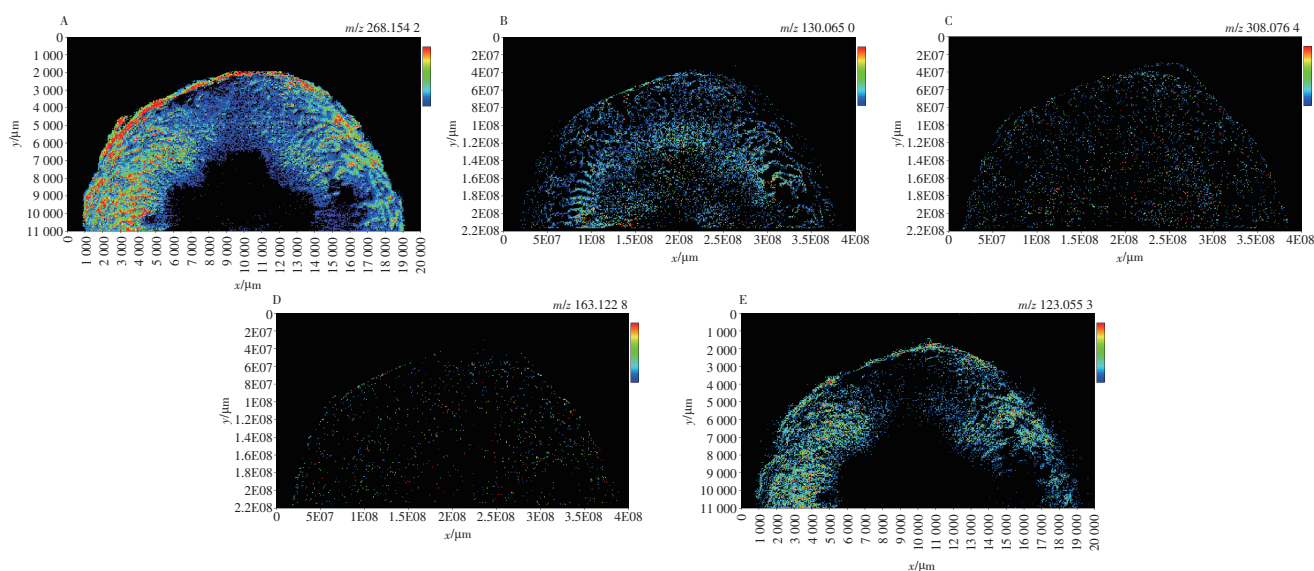 A
m/z 268.154 2
0
1 000
2 000
3 000
4 000
5 000
6 000
7 000
8 000
9 000
10 000
11 000
y/μm
0
1 000
2 000
3 000
4 000
5 000
6 000
7 000
8 000
9 000
10 000
11 000
12 000
13 000
14 000
15 000
16 000
17 000
18 000
19 000
20 000
x/μm
B
m/z 130.065 0
0
2E07
4E07
6E07
8E07
1E08
1.2E08
1.4E08
1.6E08
1.8E08
2E08
2.2E08
y/μm
0
5E07
1E08
1.5E08
2E08
2.5E08
3E08
3.5E08
4E08
x/μm
C
m/z 308.076 4
0
2E07
4E07
6E07
8E07
1E08
1.2E08
1.4E08
1.6E08
1.8E08
2E08
2.2E08
y/μm
0
5E07
1E08
1.5E08
2E08
2.5E08
3E08
3.5E08
4E08
x/μm
D
m/z 163.122 8
0
2E07
4E07
6E07
8E07
1E08
1.2E08
1.4E08
1.6E08
1.8E08
2E08
2.2E08
y/μm
0
5E07
1E08
1.5E08
2E08
2.5E08
3E08
3.5E08
4E08
x/μm
E
m/z 123.055 3
0
1 000
2 000
3 000
4 000
5 000
6 000
7 000
8 000
9 000
10 000
11 000
y/μm
0
1 000
2 000
3 000
4 000
5 000
6 000
7 000
8 000
9 000
10 000
11 000
12 000
13 000
14 000
15 000
16 000
17 000
18 000
19 000
20 000
x/μm